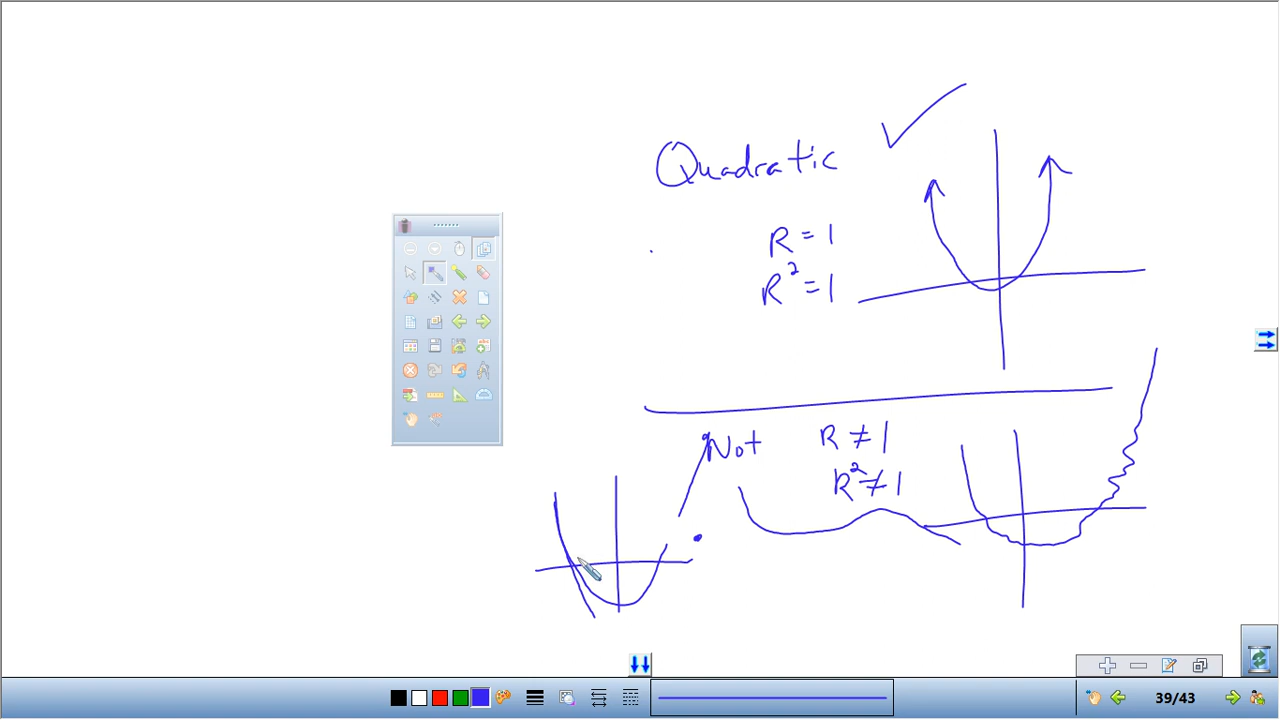 Quadratic
R = 1
R² = 1
Not R ≠ 1
R² ≠ 1
39/43